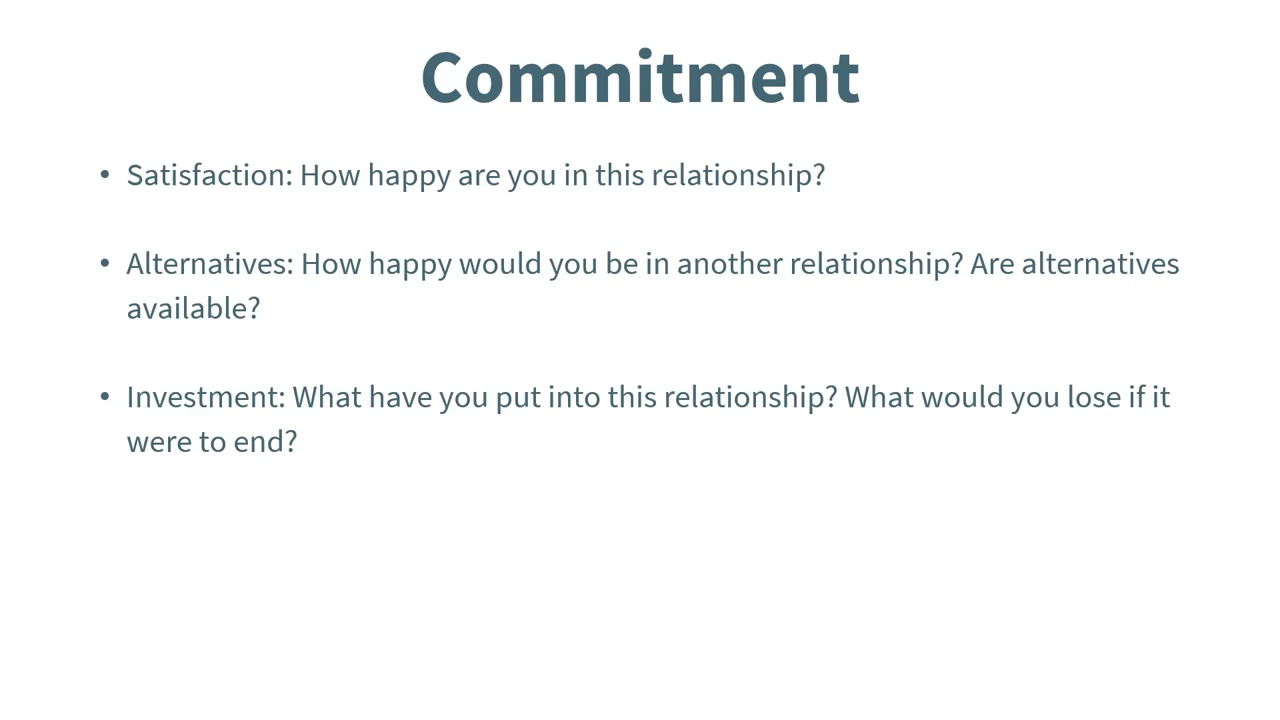 Commitment
• Satisfaction: How happy are you in this relationship?
• Alternatives: How happy would you be in another relationship? Are alternatives
available?
• Investment: What have you put into this relationship? What would you lose if it
were to end?